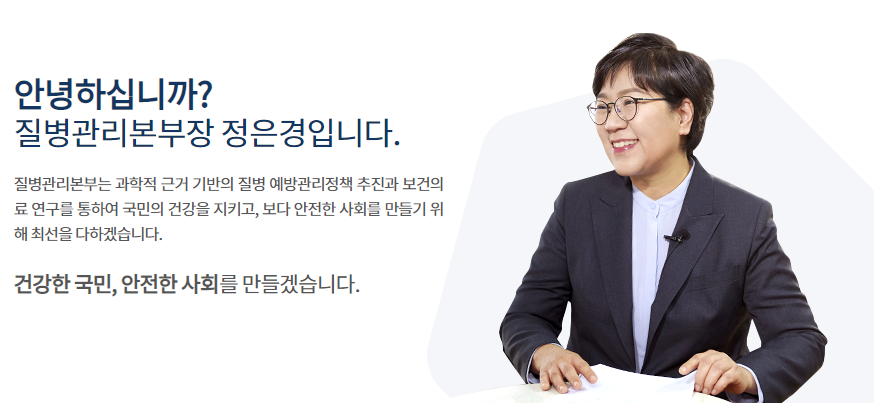 안녕하십니까?
질병관리본부장 정은경입니다.
질병관리본부는 과학적 근거 기반의 질병 예방관리정책 추진과 보건의
료 연구를 통하여 국민의 건강을 지키고, 보다 안전한 사회를 만들기 위
해 최선을 다하겠습니다.
건강한 국민, 안전한 사회를 만들겠습니다.